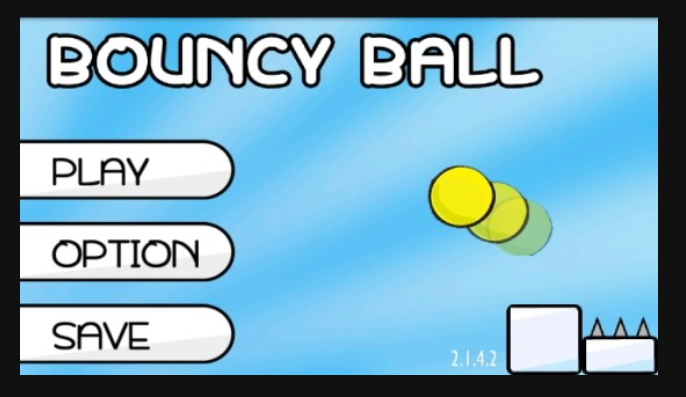 BOUNCY BALL
PLAY
OPTION
SAVE
2.1.4.2